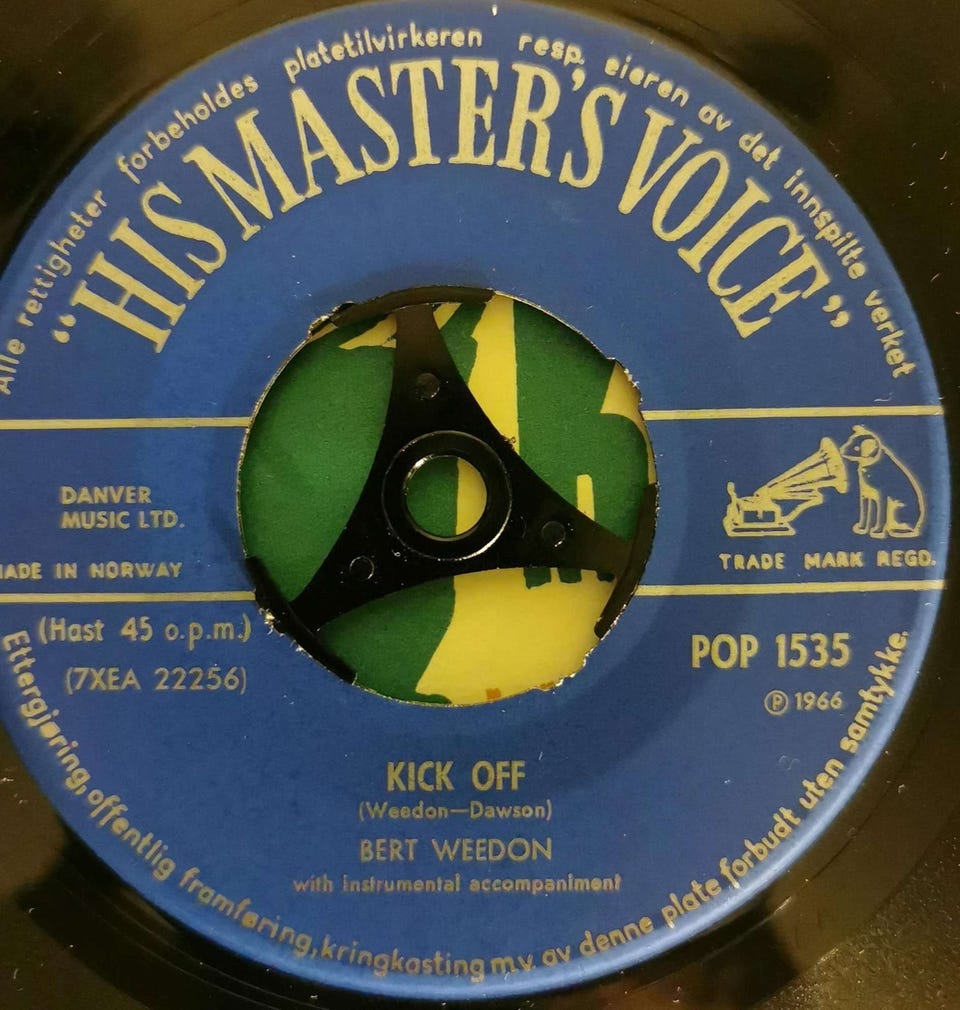 Alle rettigheter forbeholdes platetilvirkeren resp. eieren av det innspilte verket
“HIS MASTER'S VOICE”
DANVER
MUSIC LTD.
MADE IN NORWAY
TRADE MARK REGD.
(Hast 45 o.p.m.)
(7XEA 22256)
POP 1535
Ⓟ 1966
KICK OFF
(Weedon—Dawson)
BERT WEEDON
with instrumental accompaniment
Ettergjøring, offentlig framføring, kringkasting m.v. av denne plate forbudt uten samtykke.